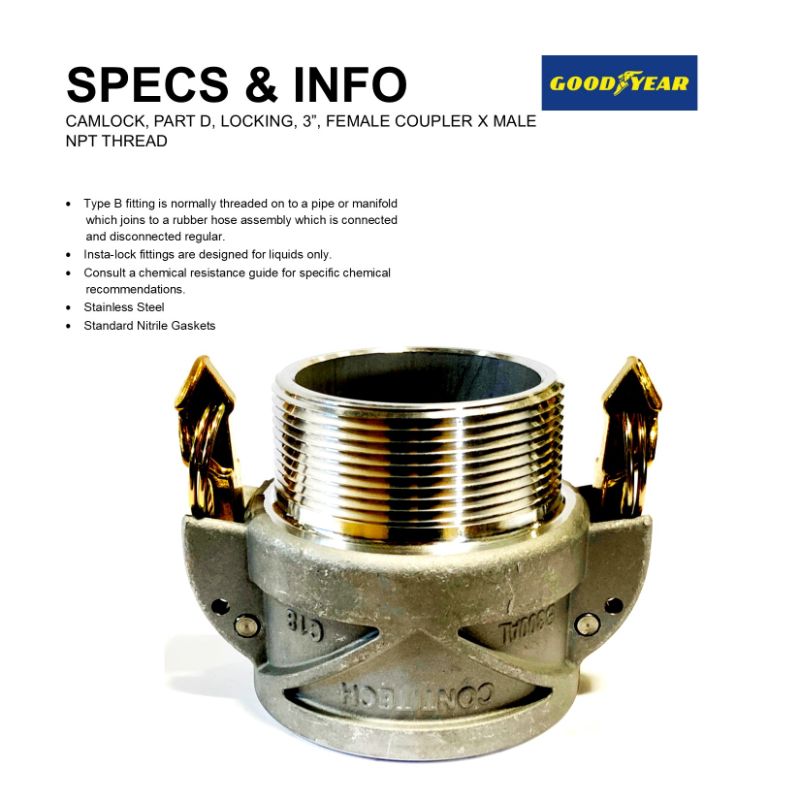 SPECS & INFO
GOODYEAR
CAMLOCK, PART D, LOCKING, 3”, FEMALE COUPLER X MALE
NPT THREAD
• Type B fitting is normally threaded on to a pipe or manifold
which joins to a rubber hose assembly which is connected
and disconnected regular.
• Insta-lock fittings are designed for liquids only.
• Consult a chemical resistance guide for specific chemical
recommendations.
• Stainless Steel
• Standard Nitrile Gaskets
G18
B300AL
CONTITECH